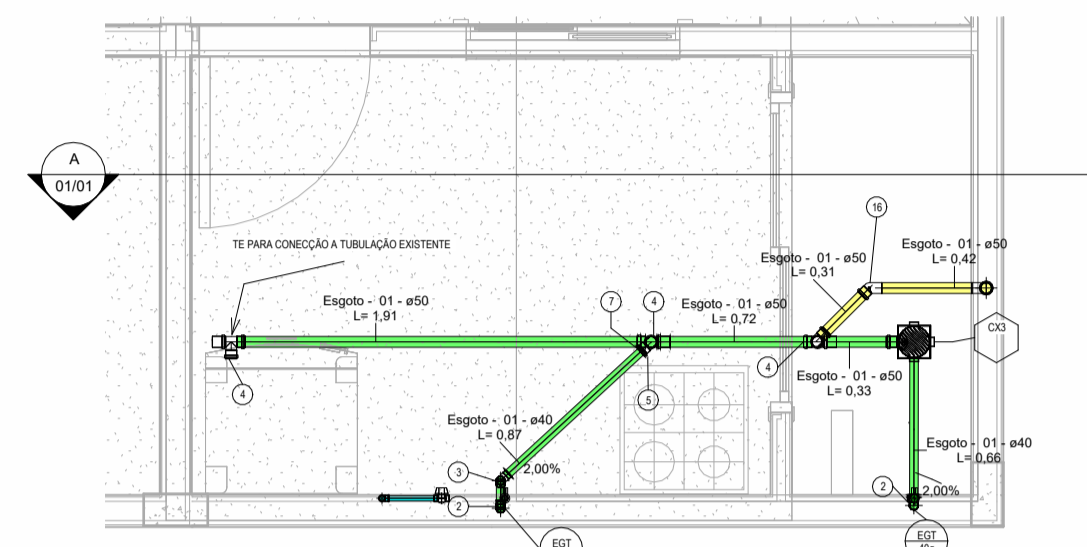 A
01/01
TE PARA CONECÇÃO A TUBULAÇÃO EXISTENTE
16
Esgoto - 01 - ø50
L= 0,42
Esgoto - 01 - ø50
L= 0,31
Esgoto - 01 - ø50
L= 1,91
7
4
Esgoto - 01 - ø50
L= 0,72
CX3
4
4
5
Esgoto - 01 - ø50
L= 0,33
Esgoto - 01 - ø40
L= 0,87
2,00%
Esgoto - 01 - ø40
L= 0,66
2,00%
3
2
2
EGT
EGT